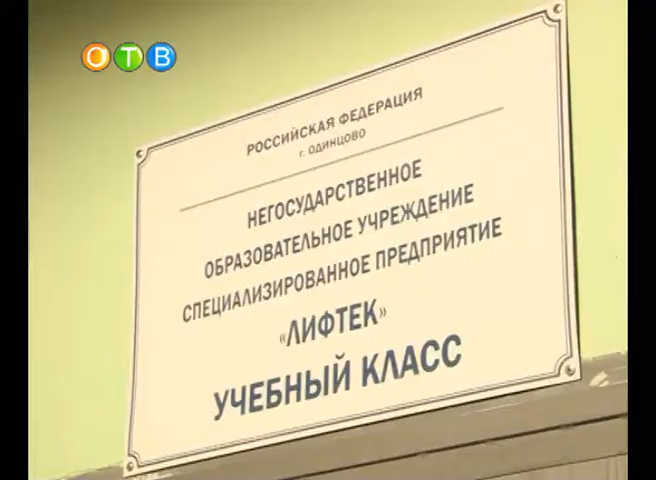 ОТВ
РОССИЙСКАЯ ФЕДЕРАЦИЯ
г. ОДИНЦОВО
НЕГОСУДАРСТВЕННОЕ
ОБРАЗОВАТЕЛЬНОЕ УЧРЕЖДЕНИЕ
СПЕЦИАЛИЗИРОВАННОЕ ПРЕДПРИЯТИЕ
«ЛИФТЕК»
УЧЕБНЫЙ КЛАСС